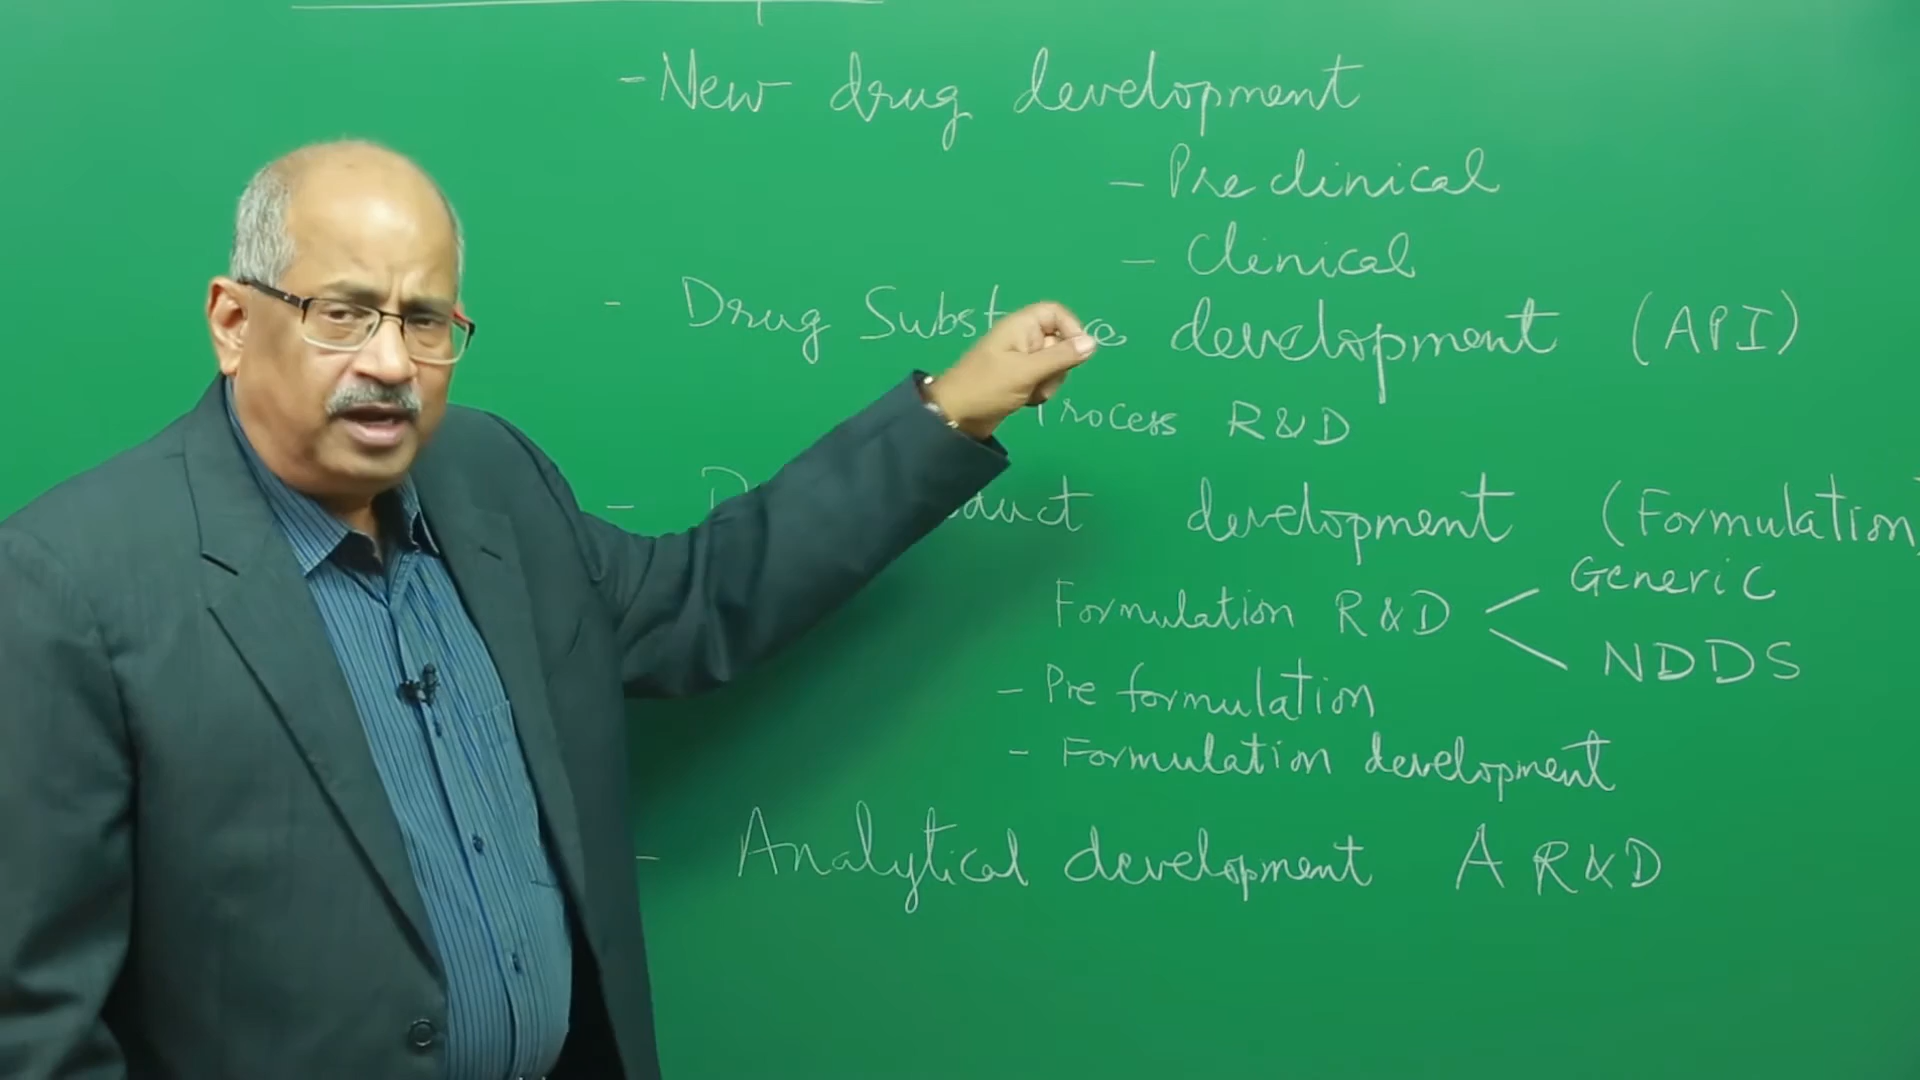 - New drug development
- Pre clinical
- Clinical
- Drug development (API)
Process R&D
- development (Formulation)
Formulation R&D < Generic
NDDS
- Pre formulation
- Formulation development
- Analytical development A R&D